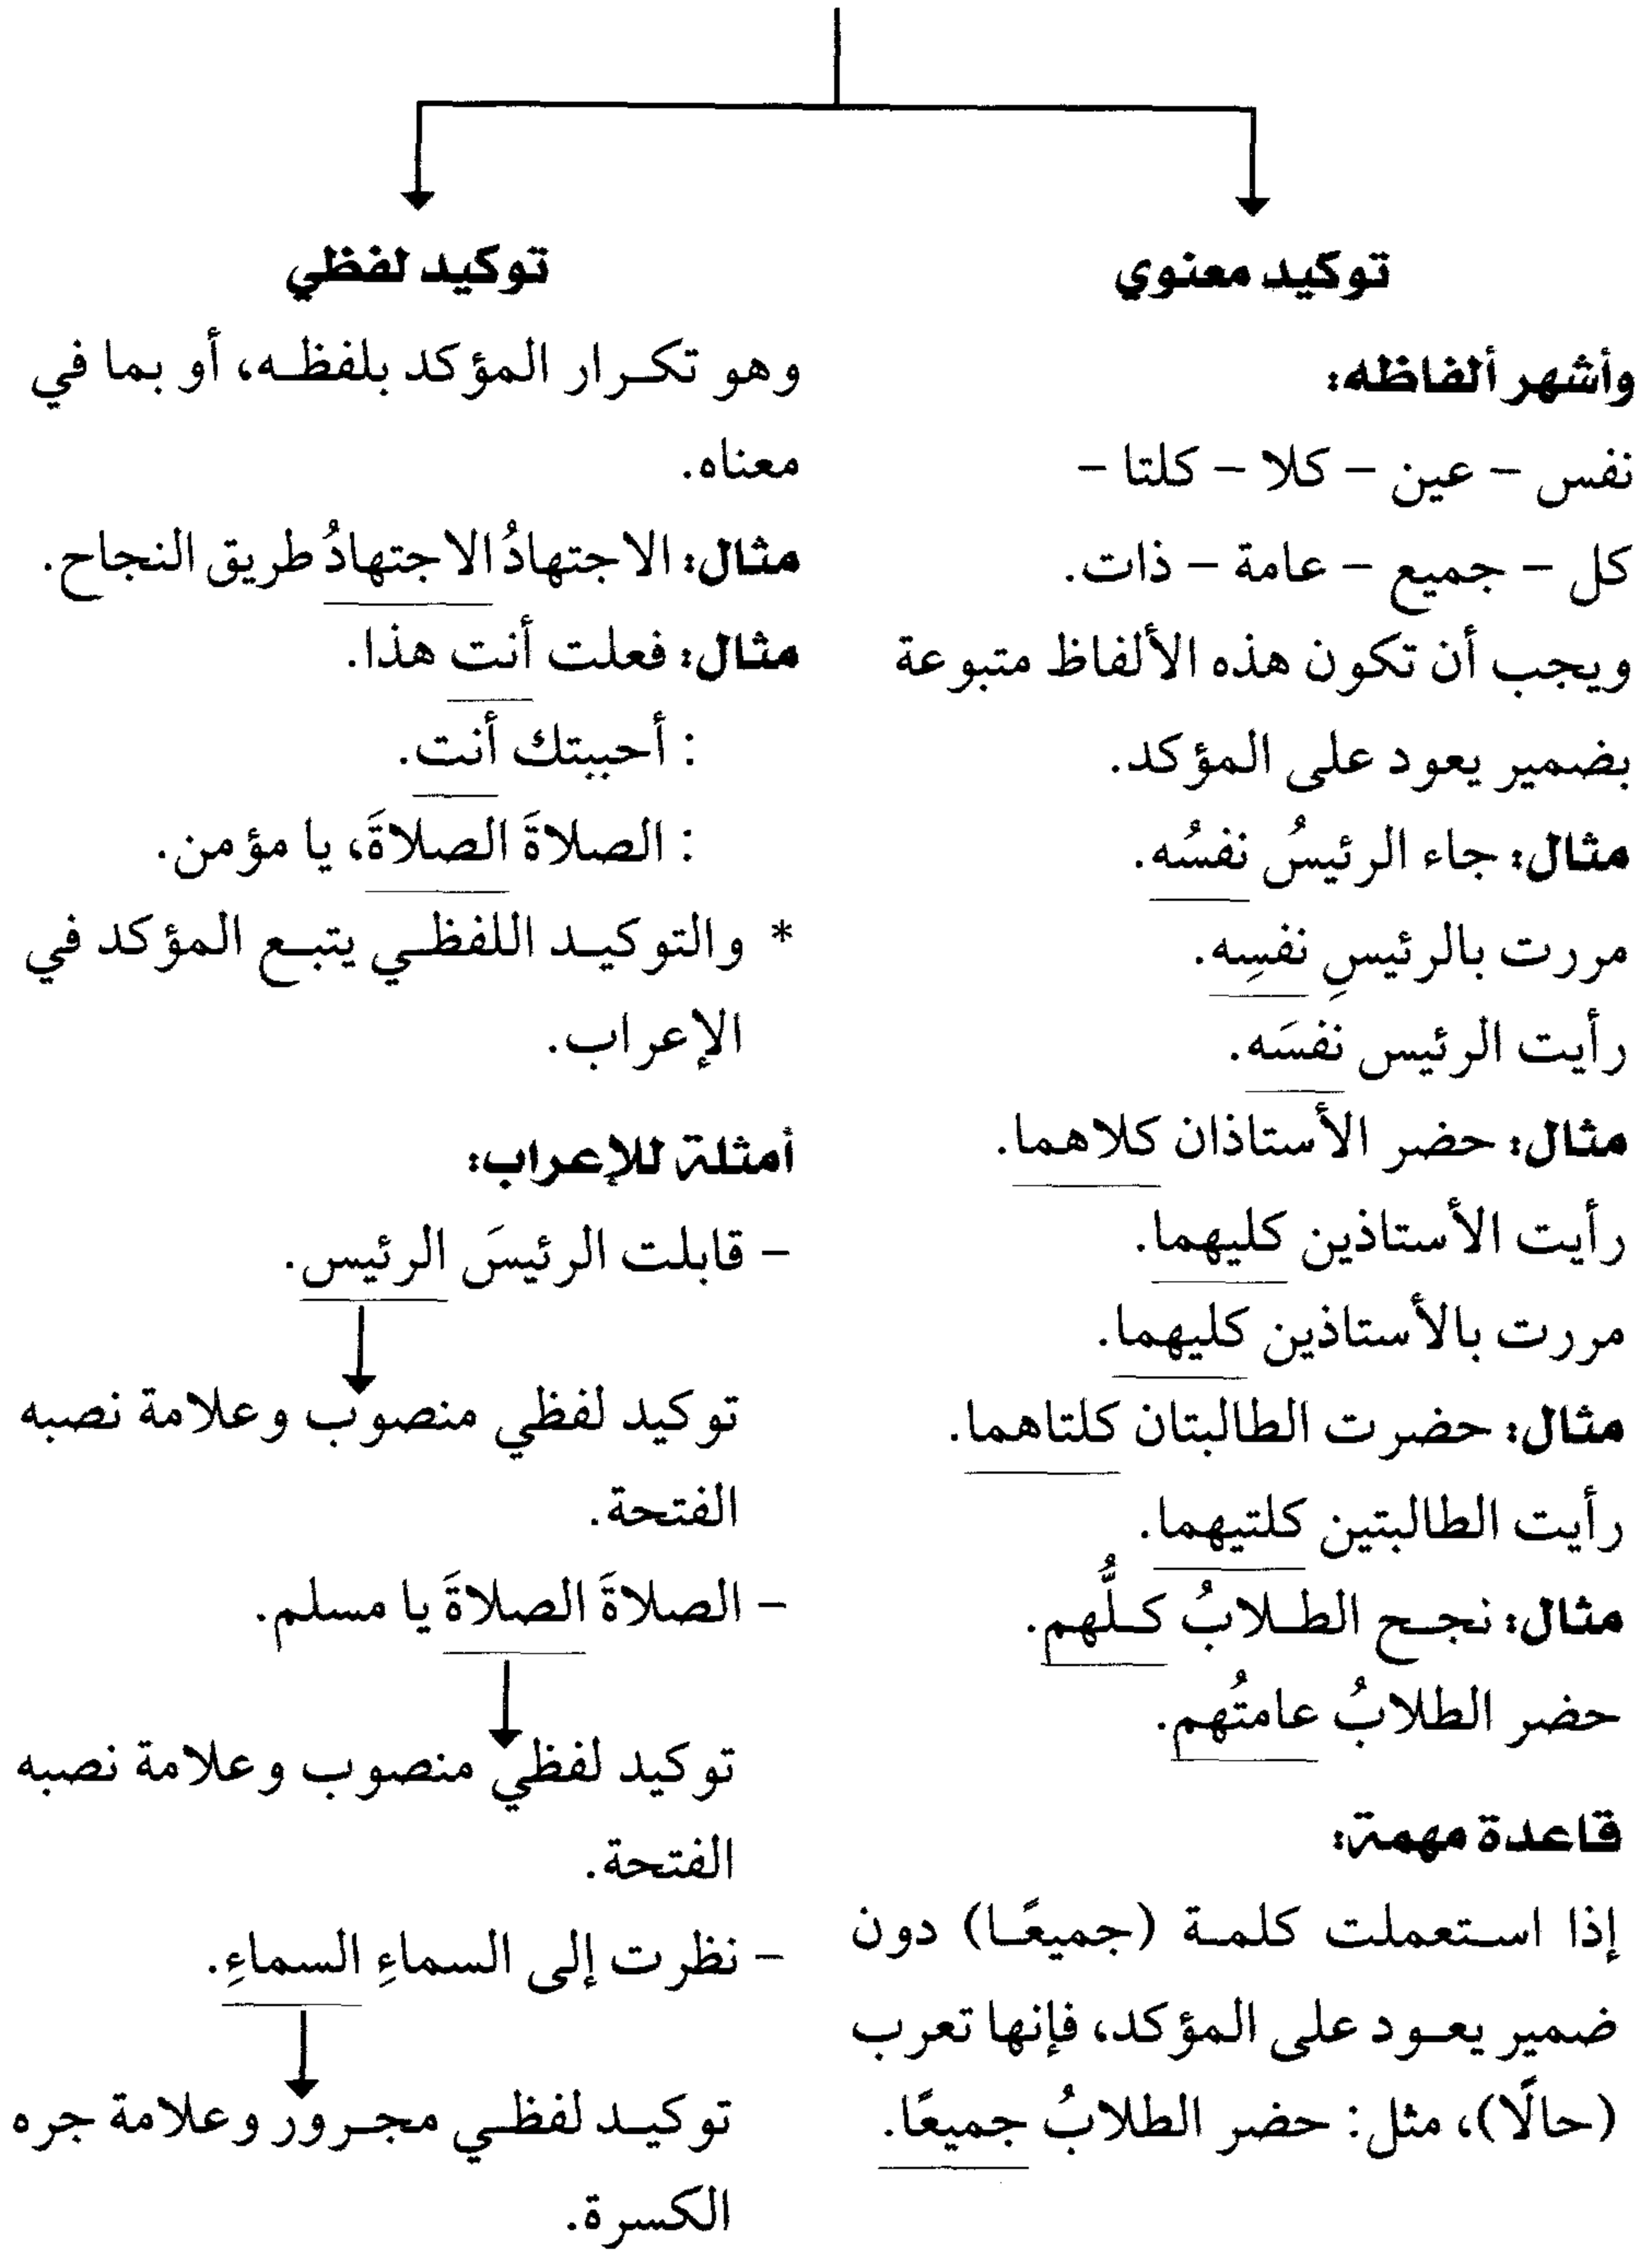 توكيد معنوي
وأشهر ألفاظه:
نفس – عين – كلا – كلتا –
كل – جميع – عامة – ذات.
ويجب أن تكون هذه الألفاظ متبوعة
بضمير يعود على المؤكد.
مثال: جاء الرئيسُ نفسُه.
مررت بالرئيسِ نفسِه.
رأيت الرئيس نفسَه.
مثال: حضر الأستاذان كلاهما.
رأيت الأستاذين كليهما.
مررت بالأستاذين كليهما.
مثال: حضرت الطالبتان كلتاهما.
رأيت الطالبتين كلتيهما.
مثال: نجح الطلابُ كلُّهم.
حضر الطلابُ عامتُهم.
قاعدة مهمة:
إذا استعملت كلمة (جميعًا) دون
ضمير يعود على المؤكد، فإنها تعرب
(حالًا)، مثل: حضر الطلابُ جميعًا.
توكيد لفظي
وهو تكرار المؤكد بلفظه، أو بما في
معناه.
مثال: الاجتهادُ الاجتهادُ طريق النجاح.
مثال: فعلت أنت هذا.
: أحببتك أنت.
: الصلاةَ الصلاةَ، يا مؤمن.
* والتوكيد اللفظي يتبع المؤكد في
الإعراب.
أمثلة للإعراب:
– قابلت الرئيسَ الرئيس.
توكيد لفظي منصوب وعلامة نصبه
الفتحة.
– الصلاةَ الصلاةَ يا مسلم.
توكيد لفظي منصوب وعلامة نصبه
الفتحة.
– نظرت إلى السماءِ السماءِ.
توكيد لفظي مجرور وعلامة جره
الكسرة.